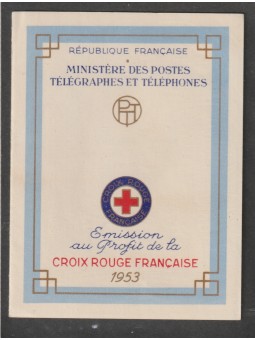 RÉPUBLIQUE FRANÇAISE
MINISTÈRE DES POSTES
TÉLÉGRAPHES ET TÉLÉPHONES
PTT
CROIX ROUGE
FRANÇAISE
Emission
au Profit de la
CROIX ROUGE FRANÇAISE
1953